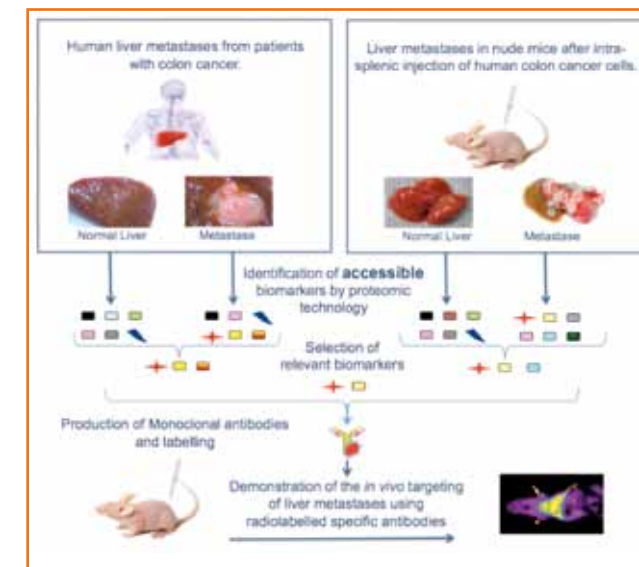 Human liver metastases from patients
with colon cancer.
Normal Liver
Metastase
Liver metastases in nude mice after intra-
splenic injection of human colon cancer cells.
Normal Liver
Metastase
Identification of accessible
biomarkers by proteomic
technology
Selection of
relevant biomarkers
Production of Monoclonal antibodies
and labelling
Demonstration of the in vivo targeting
of liver metastases using
radiolabelled specific antibodies